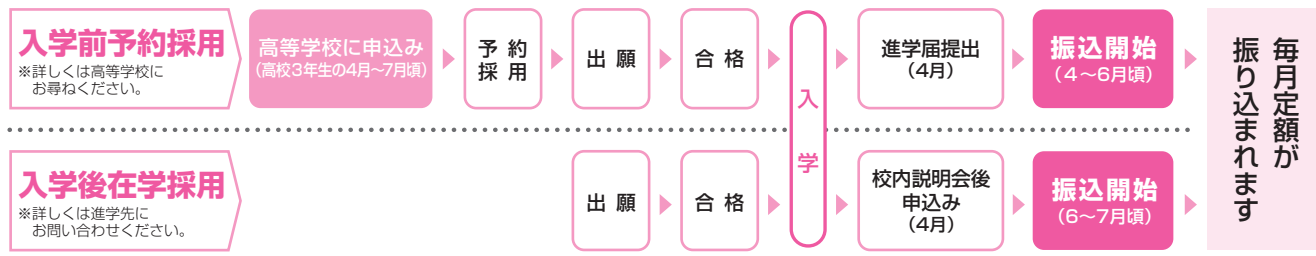 入学前予約採用
※詳しくは高等学校に
お尋ねください。
高等学校に申込み
(高校3年生の4月〜7月頃)
予 約
採 用
出 願
合 格
入
学
進学届提出
(4月)
振込開始
(4〜6月頃)
毎月定額が
振り込まれます
入学後在学採用
※詳しくは進学先に
お問い合わせください。
出 願
合 格
校内説明会後
申込み
(4月)
振込開始
(6〜7月頃)